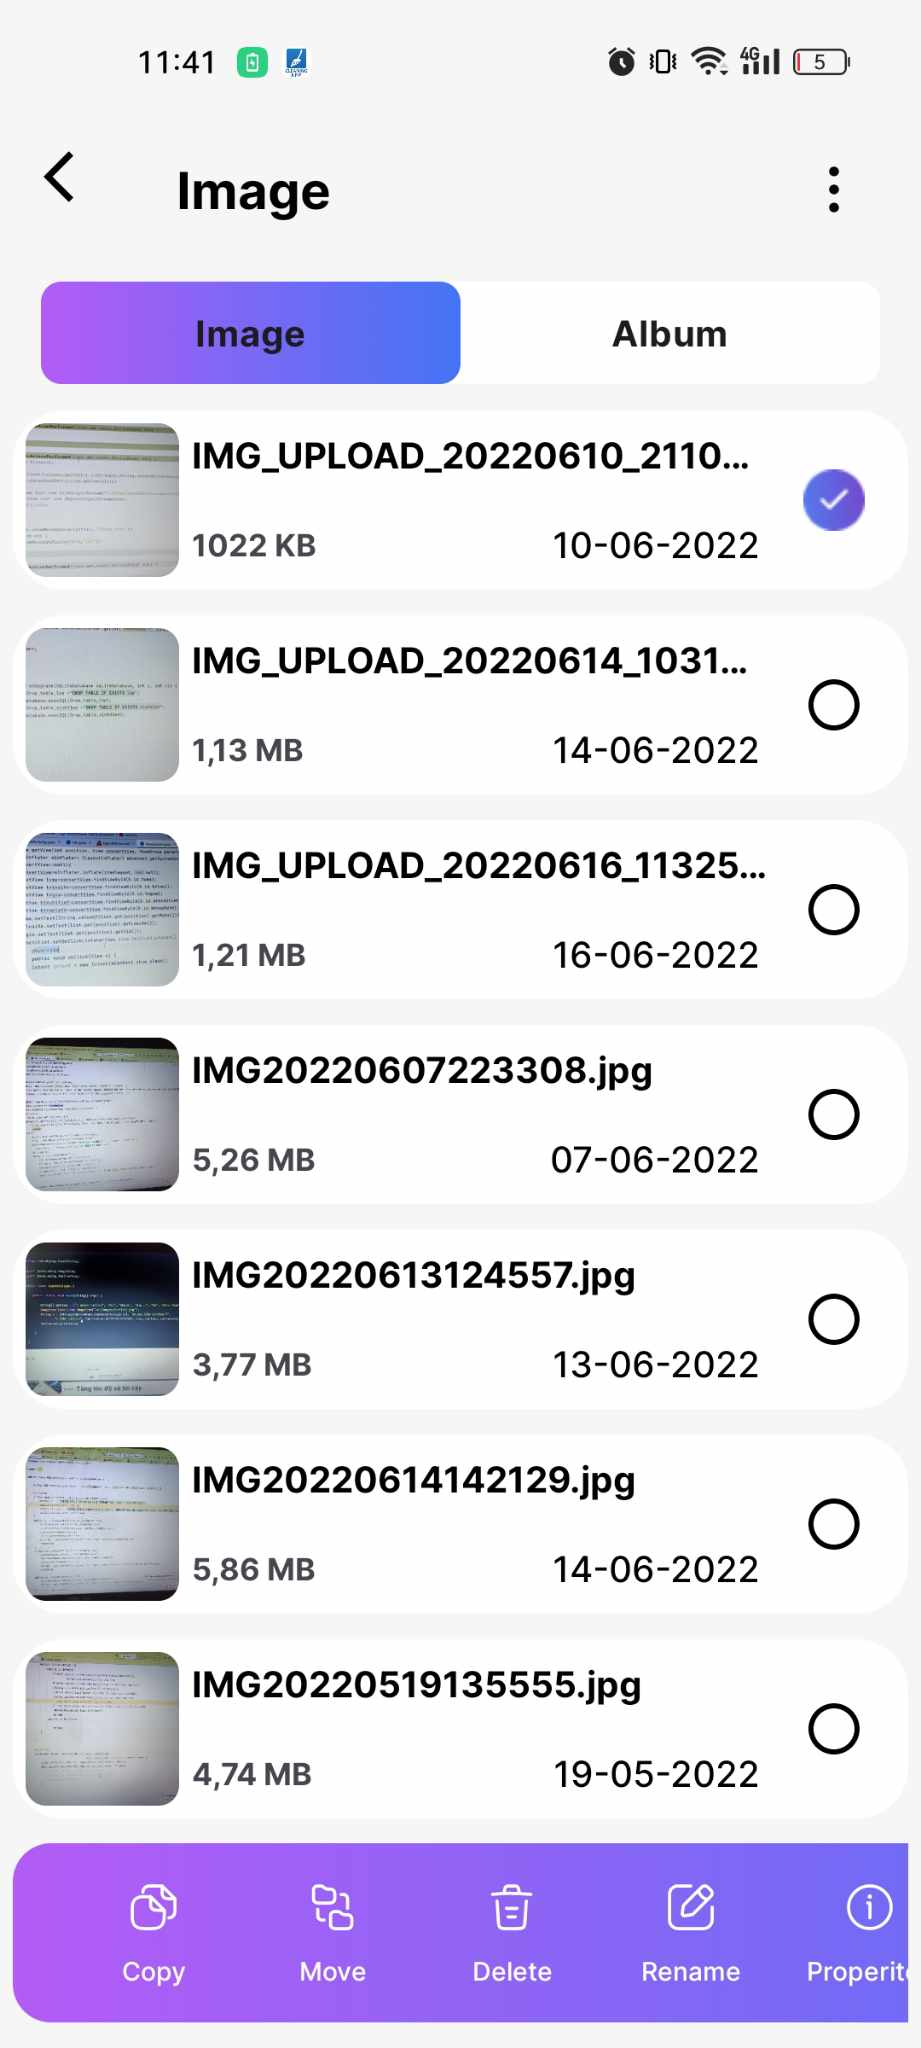 11:41
4G
5
Image
Image
Album
IMG_UPLOAD_20220610_2110...
1022 KB
10-06-2022
IMG_UPLOAD_20220614_1031...
1,13 MB
14-06-2022
IMG_UPLOAD_20220616_11325...
1,21 MB
16-06-2022
IMG20220607223308.jpg
5,26 MB
07-06-2022
IMG20220613124557.jpg
3,77 MB
13-06-2022
IMG20220614142129.jpg
5,86 MB
14-06-2022
IMG20220519135555.jpg
4,74 MB
19-05-2022
Copy
Move
Delete
Rename
Properit